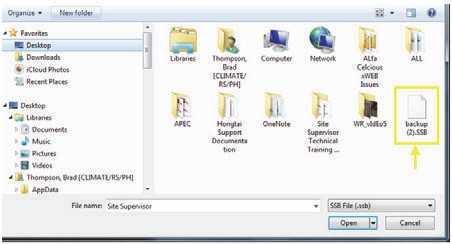 Organize
New folder
Favorites
Desktop
Downloads
iCloud Photos
Recent Places
Desktop
Libraries
Documents
Music
Pictures
Videos
Thompson, Brad [CLIMATE/RS/PH]
AppData
Libraries
Thompson,
Brad
[CLIMATE/
RS/PH]
Computer
Network
ALfa
Celcious
xWEB
Issues
ALL
APEC
Hongtai
Support
Documenta
tion
OneNote
Site
Supervisor
Technical
Training ...
WR_vIdEoS
backup
(2).SSB
File name:
Site Supervisor
SSB File (.ssb)
Open
Cancel